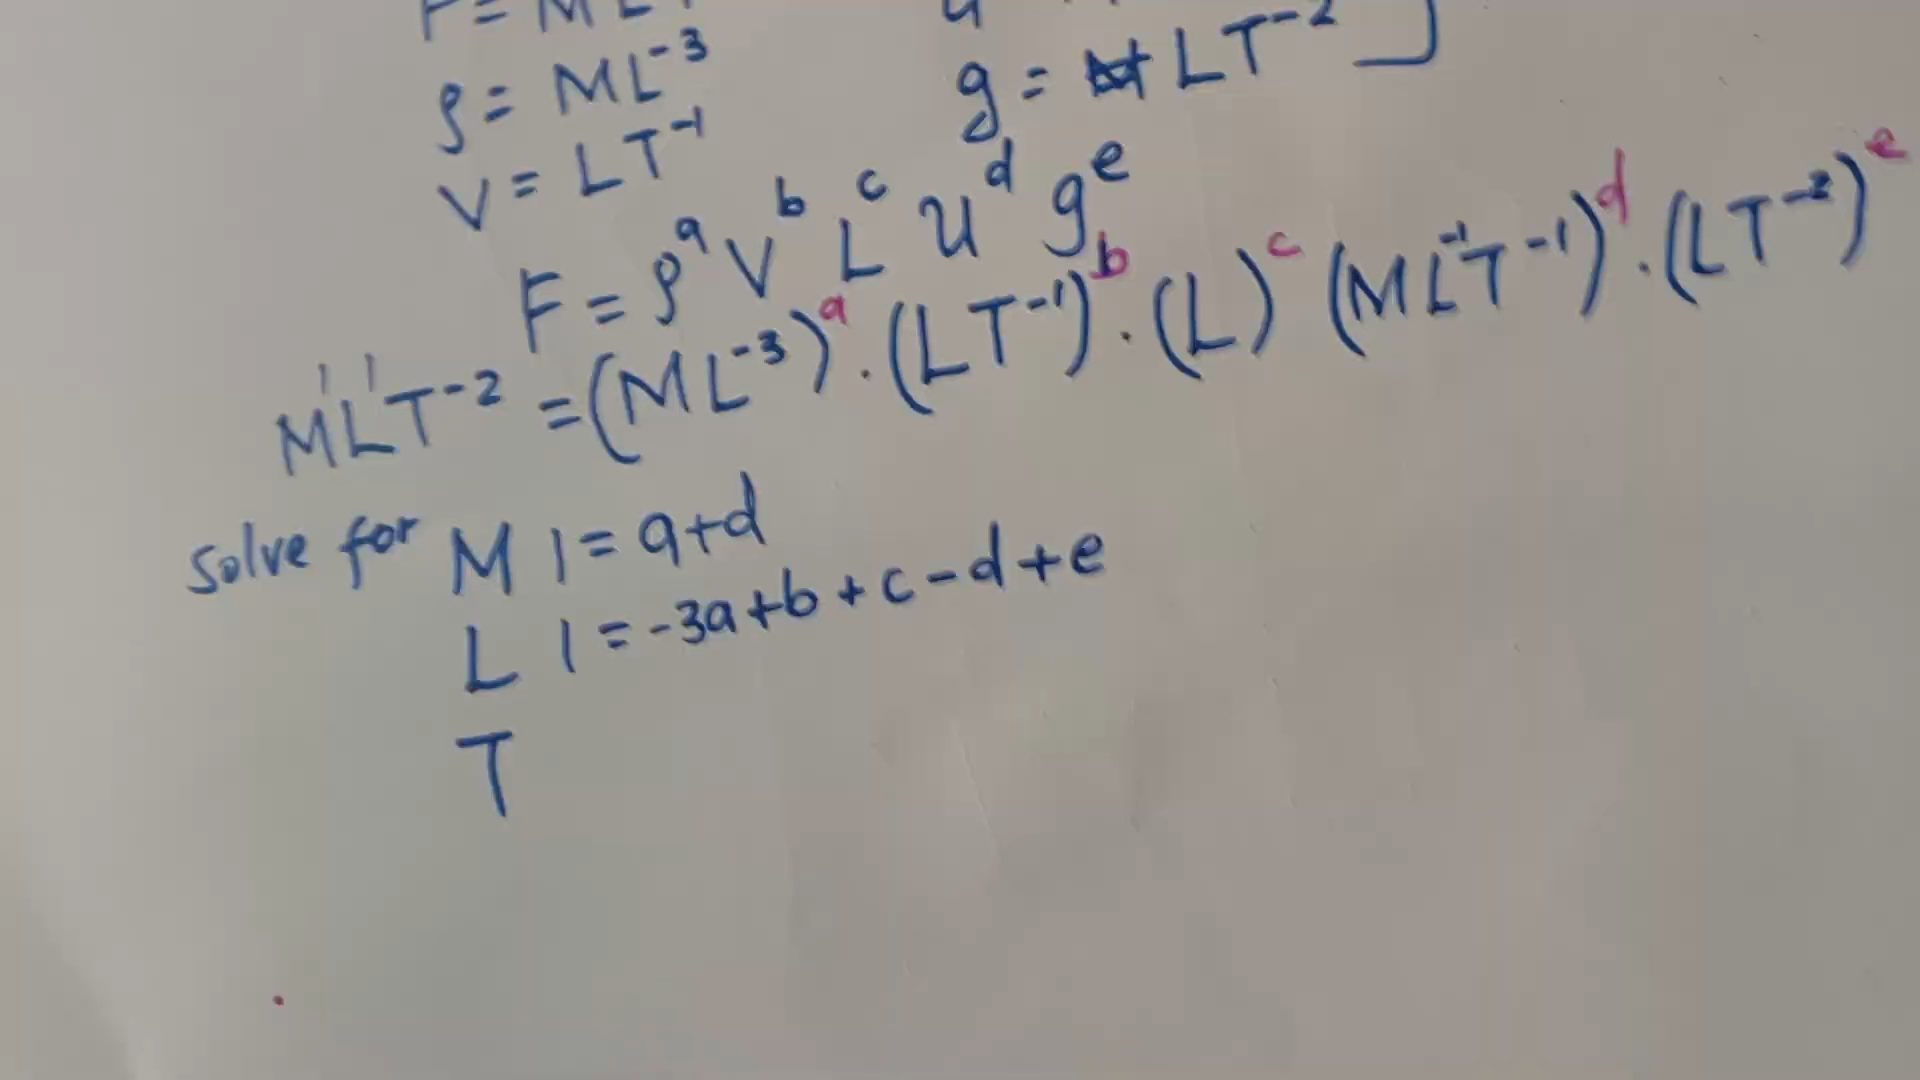 F = ML
ρ = ML⁻³
g = LT⁻²
V = LT⁻¹
F = ρᵃ Vᵇ Lᶜ uᵈ gᵉ
M¹L¹T⁻² = (ML⁻³)ᵃ . (LT⁻¹)ᵇ . (L)ᶜ (ML⁻¹T⁻¹)ᵈ . (LT⁻²)ᵉ
solve for M 1 = a+d
L 1 = -3a+b+c-d+e
T